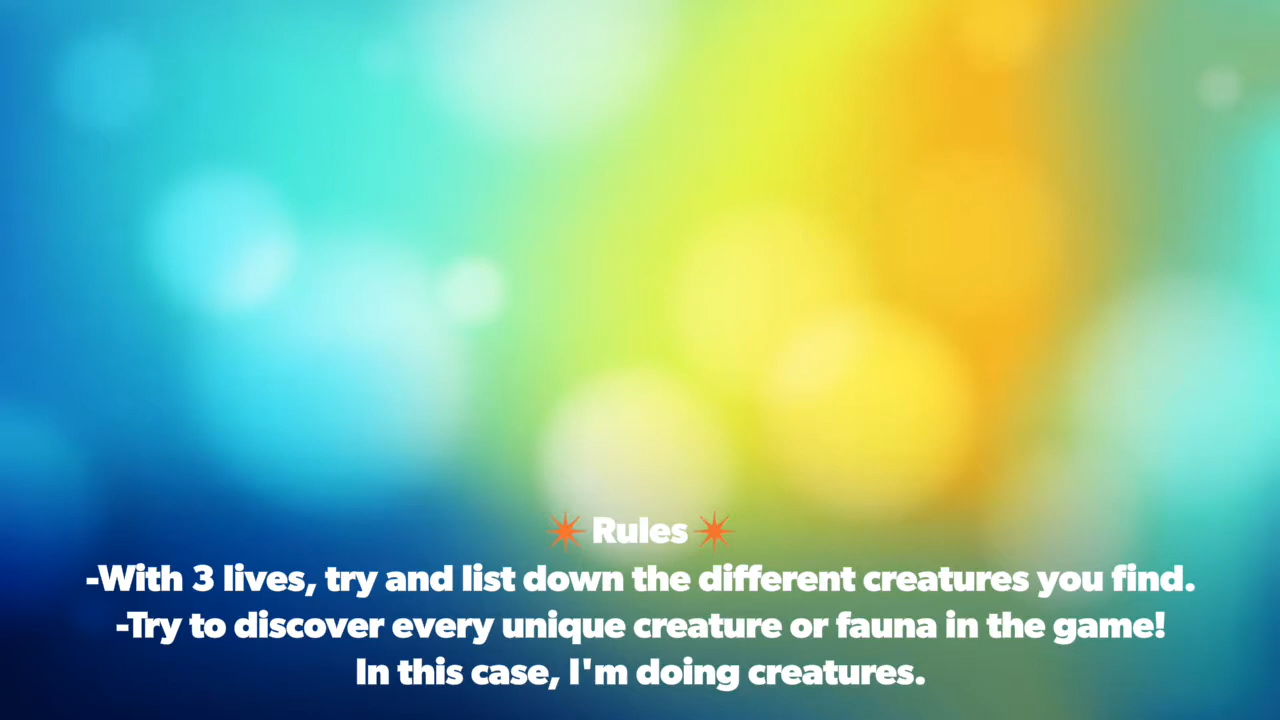 ✴ Rules ✴
-With 3 lives, try and list down the different creatures you find.
-Try to discover every unique creature or fauna in the game!
In this case, I'm doing creatures.